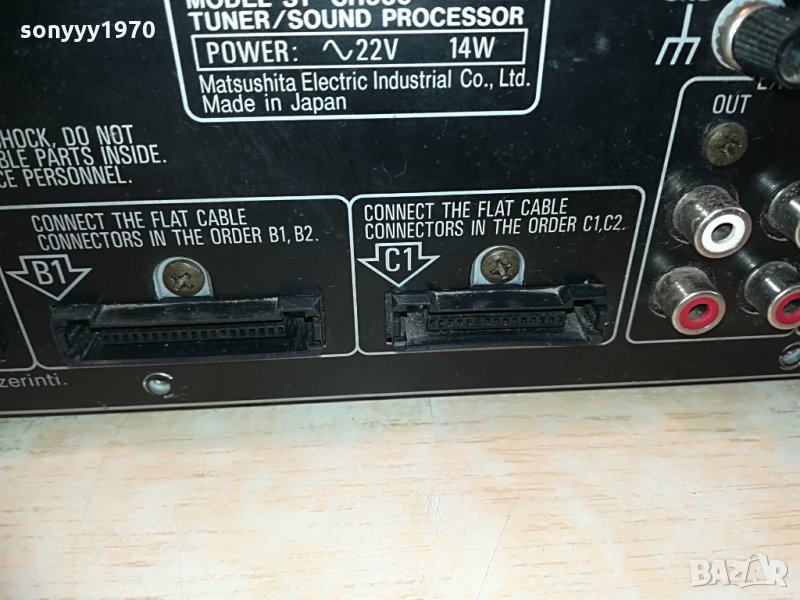 sonyyy1970
TUNER/SOUND PROCESSOR
POWER: ∿22V 14W
Matsushita Electric Industrial Co., Ltd.
Made in Japan
OUT
SHOCK, DO NOT
PARTS INSIDE.
PERSONNEL.
CONNECT THE FLAT CABLE
CONNECTORS IN THE ORDER B1, B2.
B1
CONNECT THE FLAT CABLE
CONNECTORS IN THE ORDER C1,C2.
C1
zerinti.
BAZAR